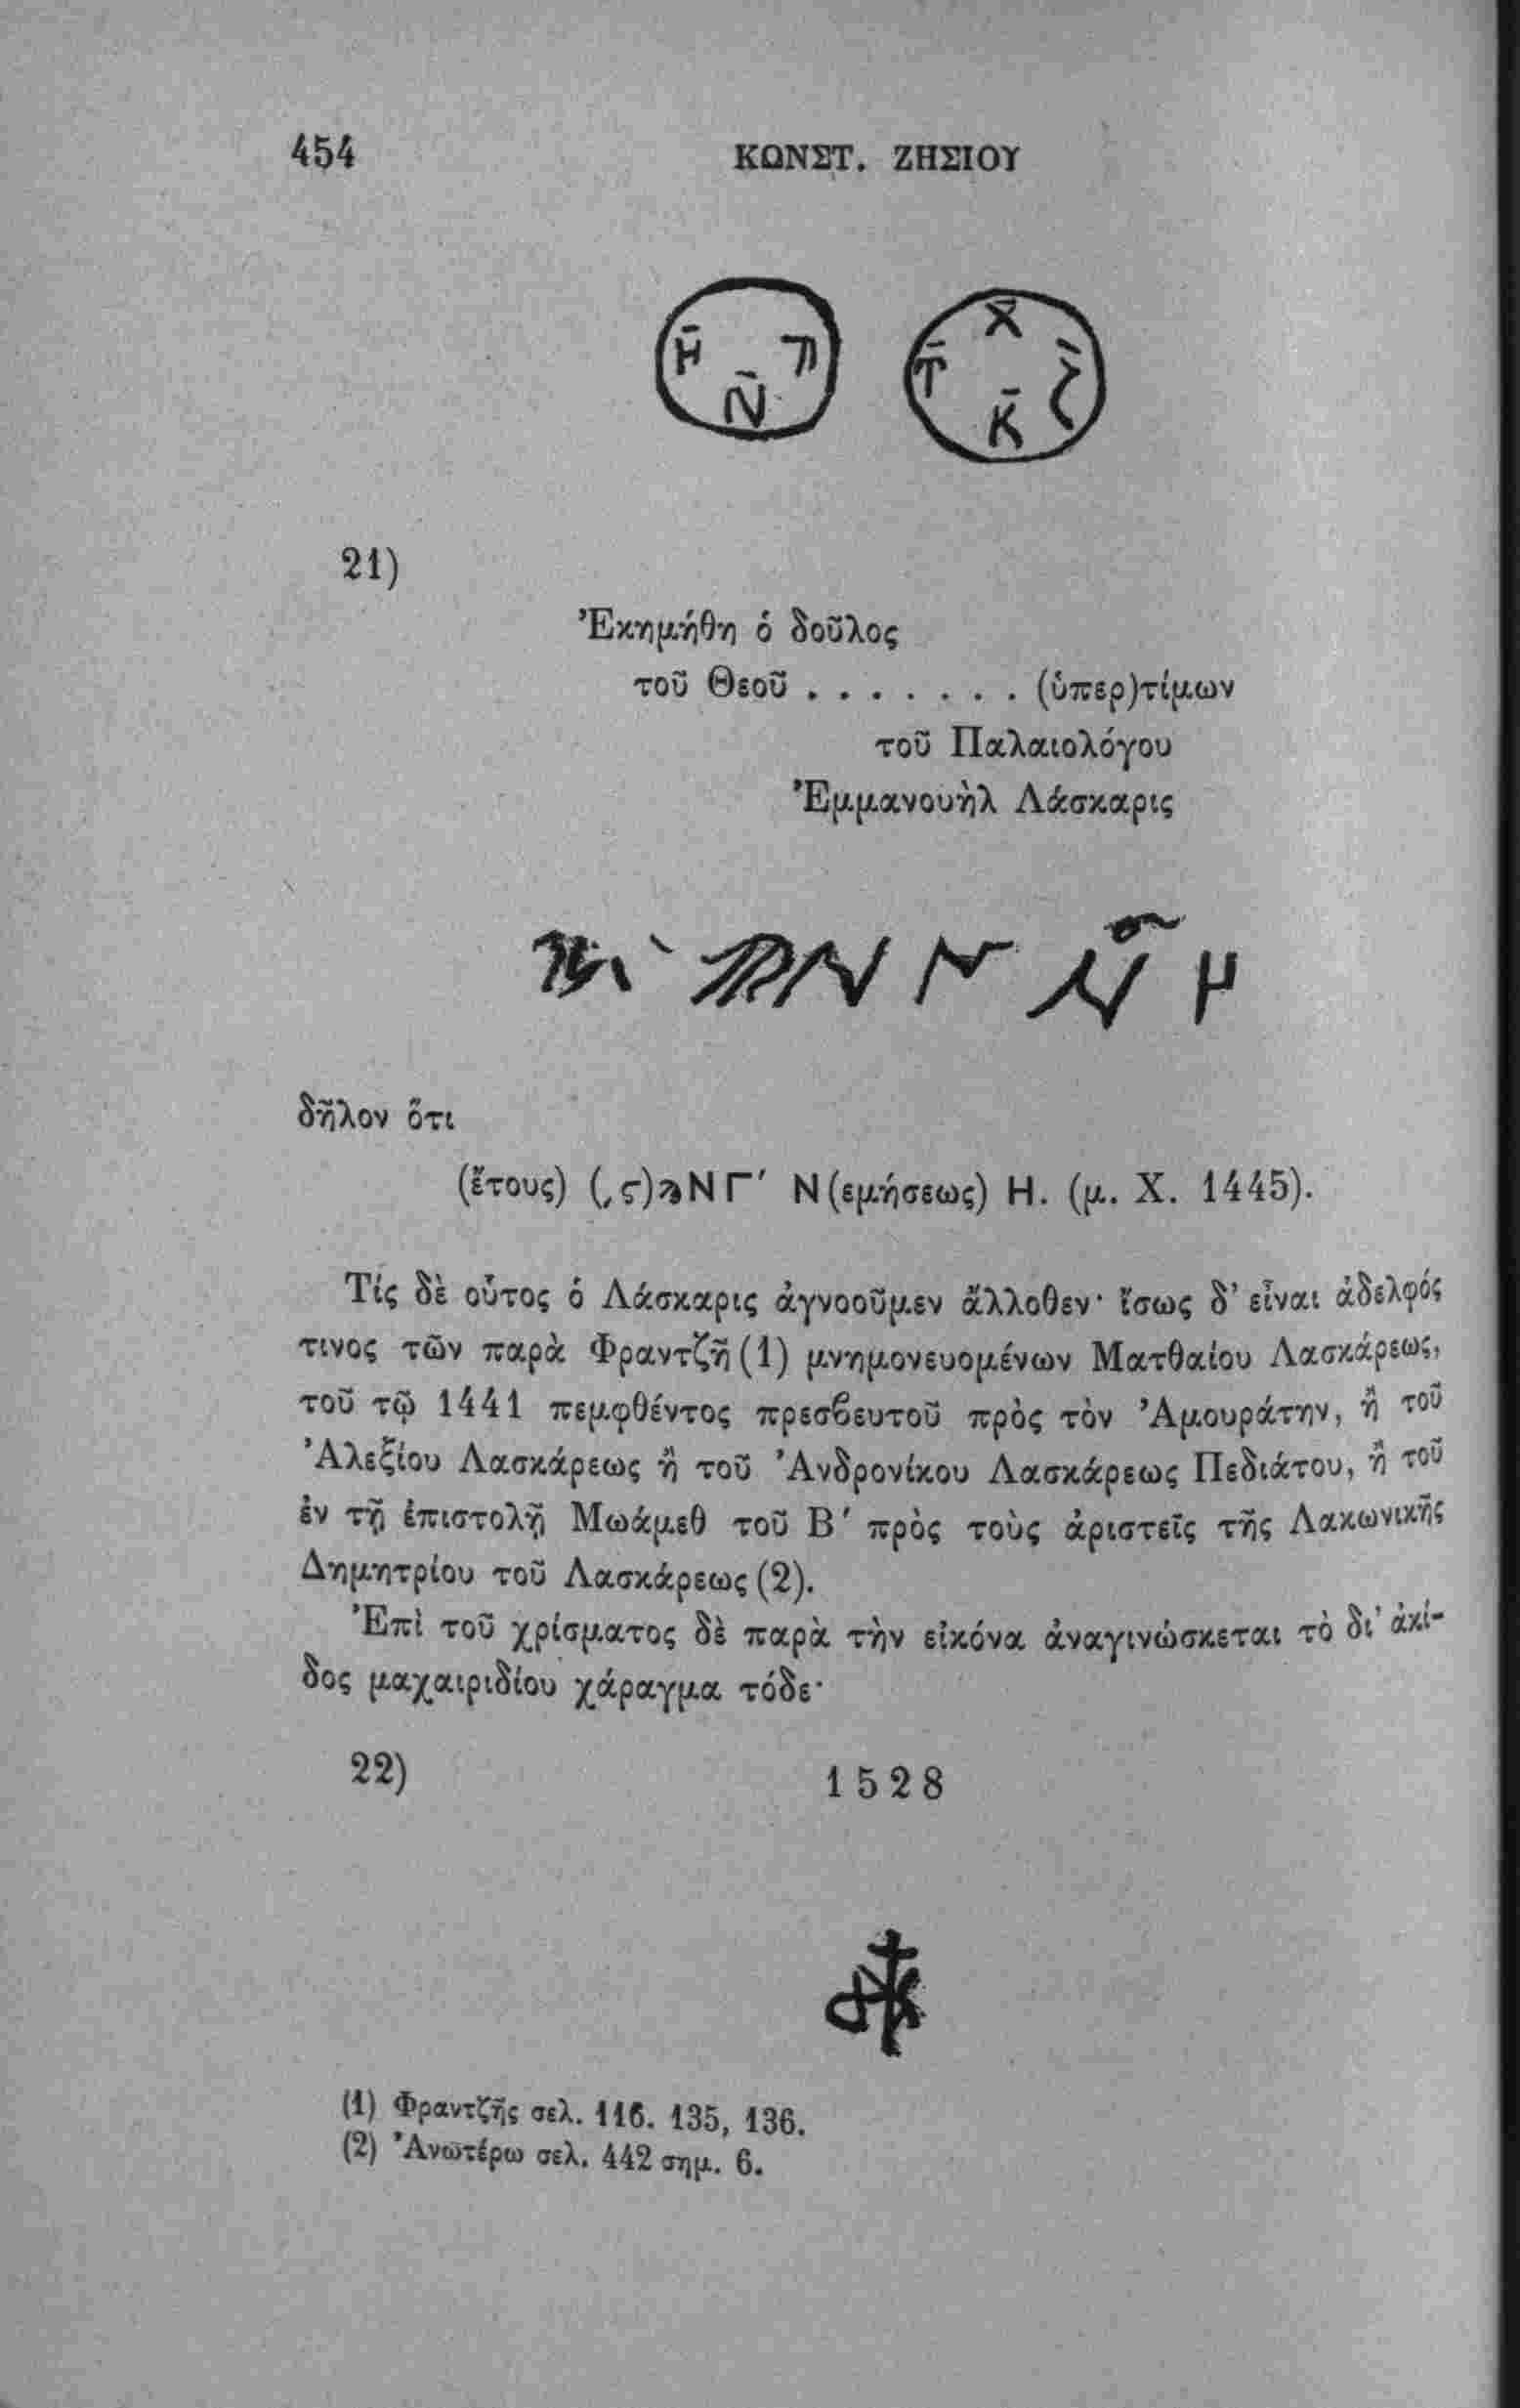 454 ΚΩΝΣΤ. ΖΗΣΙΟΥ
Η̄ Π
Ν̄
Χ̄
Τ̄
Κ̄
21)
Ἐκημήθη ὁ δοῦλος
τοῦ Θεοῦ . . . . . . . (ὑπερ)τίμων
τοῦ Παλαιολόγου
Ἐμμανουὴλ Λάσκαρις
δῆλον ὅτι
(ἔτους) (͵ϛ)ϡΝΓ′ Ν(εμήσεως) Η. (μ. Χ. 1445).
Τίς δὲ οὗτος ὁ Λάσκαρις ἀγνοοῦμεν ἄλλοθεν· ἴσως δ' εἶναι ἀδελφός
τινος τῶν παρὰ Φραντζῆ (1) μνημονευομένων Ματθαίου Λασκάρεως,
τοῦ τῷ 1441 πεμφθέντος πρεσβευτοῦ πρὸς τὸν Ἀμουράτην, ἢ τοῦ
Ἀλεξίου Λασκάρεως ἢ τοῦ Ἀνδρονίκου Λασκάρεως Πεδιάτου, ἢ τοῦ
ἐν τῇ ἐπιστολῇ Μωάμεθ τοῦ Β′ πρὸς τοὺς ἀριστεῖς τῆς Λακωνικῆς
Δημητρίου τοῦ Λασκάρεως (2).
Ἐπὶ τοῦ χρίσματος δὲ παρὰ τὴν εἰκόνα ἀναγινώσκεται τὸ δι' ἀκί-
δος μαχαιριδίου χάραγμα τόδε·
22) 1528
(1) Φραντζῆς σελ. 116. 135, 136.
(2) Ἀνωτέρω σελ. 442 σημ. 6.